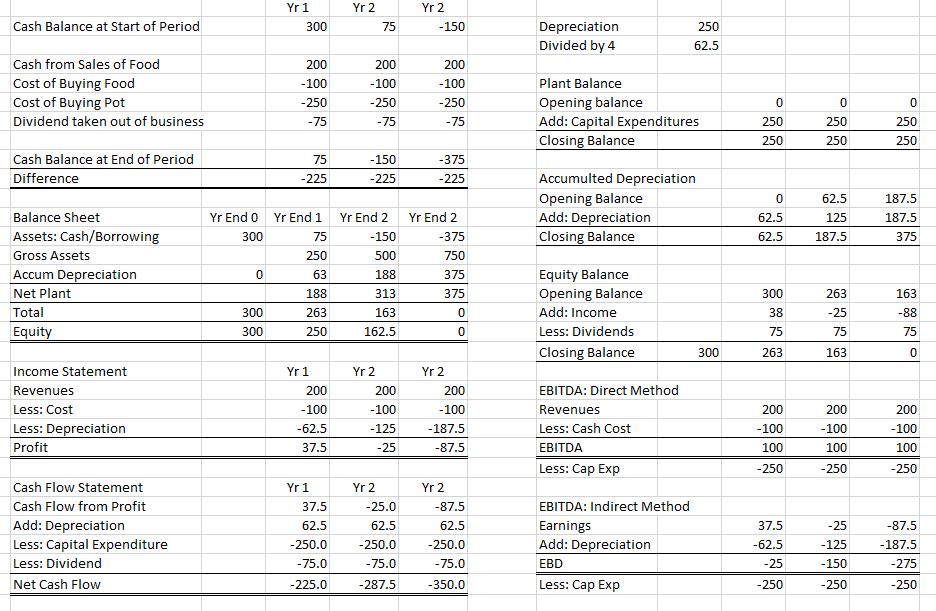 Yr 1 Yr 2 Yr 2
Cash Balance at Start of Period 300 75 -150
Cash from Sales of Food 200 200 200
Cost of Buying Food -100 -100 -100
Cost of Buying Pot -250 -250 -250
Dividend taken out of business -75 -75 -75
Cash Balance at End of Period 75 -150 -375
Difference -225 -225 -225
Balance Sheet Yr End 0 Yr End 1 Yr End 2 Yr End 2
Assets: Cash/Borrowing 300 75 -150 -375
Gross Assets 250 500 750
Accum Depreciation 0 63 188 375
Net Plant 188 313 375
Total 300 263 163 0
Equity 300 250 162.5 0
Income Statement Yr 1 Yr 2 Yr 2
Revenues 200 200 200
Less: Cost -100 -100 -100
Less: Depreciation -62.5 -125 -187.5
Profit 37.5 -25 -87.5
Cash Flow Statement Yr 1 Yr 2 Yr 2
Cash Flow from Profit 37.5 -25.0 -87.5
Add: Depreciation 62.5 62.5 62.5
Less: Capital Expenditure -250.0 -250.0 -250.0
Less: Dividend -75.0 -75.0 -75.0
Net Cash Flow -225.0 -287.5 -350.0
Depreciation 250
Divided by 4 62.5
Plant Balance
Opening balance 0 0 0
Add: Capital Expenditures 250 250 250
Closing Balance 250 250 250
Accumulted Depreciation
Opening Balance 0 62.5 187.5
Add: Depreciation 62.5 125 187.5
Closing Balance 62.5 187.5 375
Equity Balance
Opening Balance 300 263 163
Add: Income 38 -25 -88
Less: Dividends 75 75 75
Closing Balance 300 263 163 0
EBITDA: Direct Method
Revenues 200 200 200
Less: Cash Cost -100 -100 -100
EBITDA 100 100 100
Less: Cap Exp -250 -250 -250
EBITDA: Indirect Method
Earnings 37.5 -25 -87.5
Add: Depreciation -62.5 -125 -187.5
EBD -25 -150 -275
Less: Cap Exp -250 -250 -250